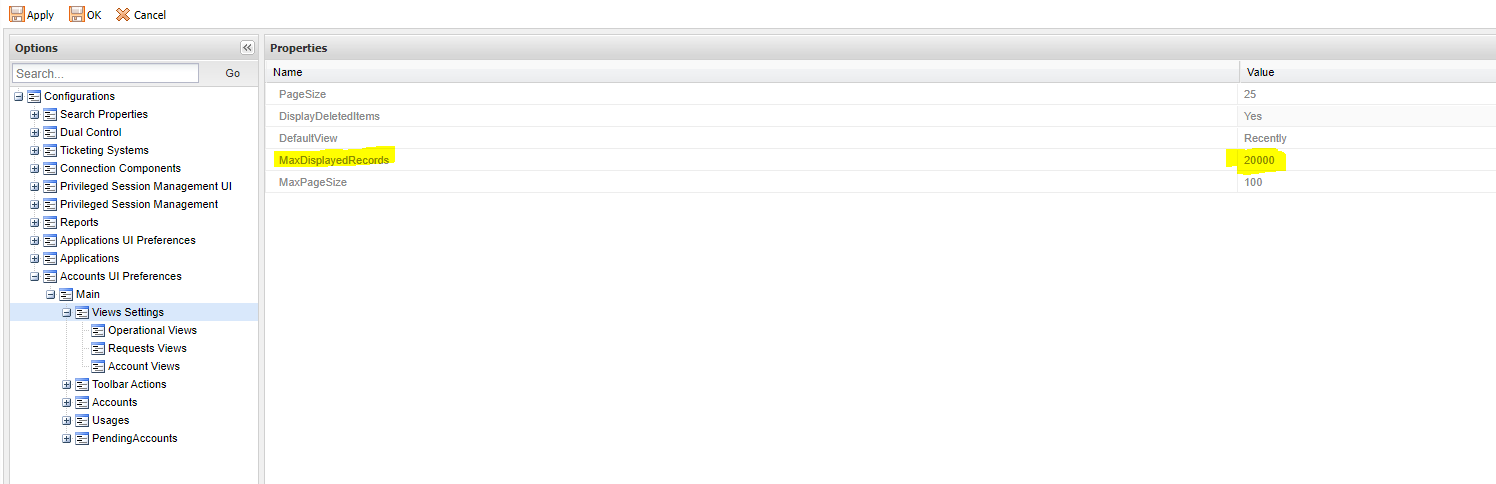 Apply OK Cancel
Options
Search... Go
Configurations
Search Properties
Dual Control
Ticketing Systems
Connection Components
Privileged Session Management UI
Privileged Session Management
Reports
Applications UI Preferences
Applications
Accounts UI Preferences
Main
Views Settings
Operational Views
Requests Views
Account Views
Toolbar Actions
Accounts
Usages
PendingAccounts
Properties
Name Value
PageSize 25
DisplayDeletedItems Yes
DefaultView Recently
MaxDisplayedRecords 20000
MaxPageSize 100